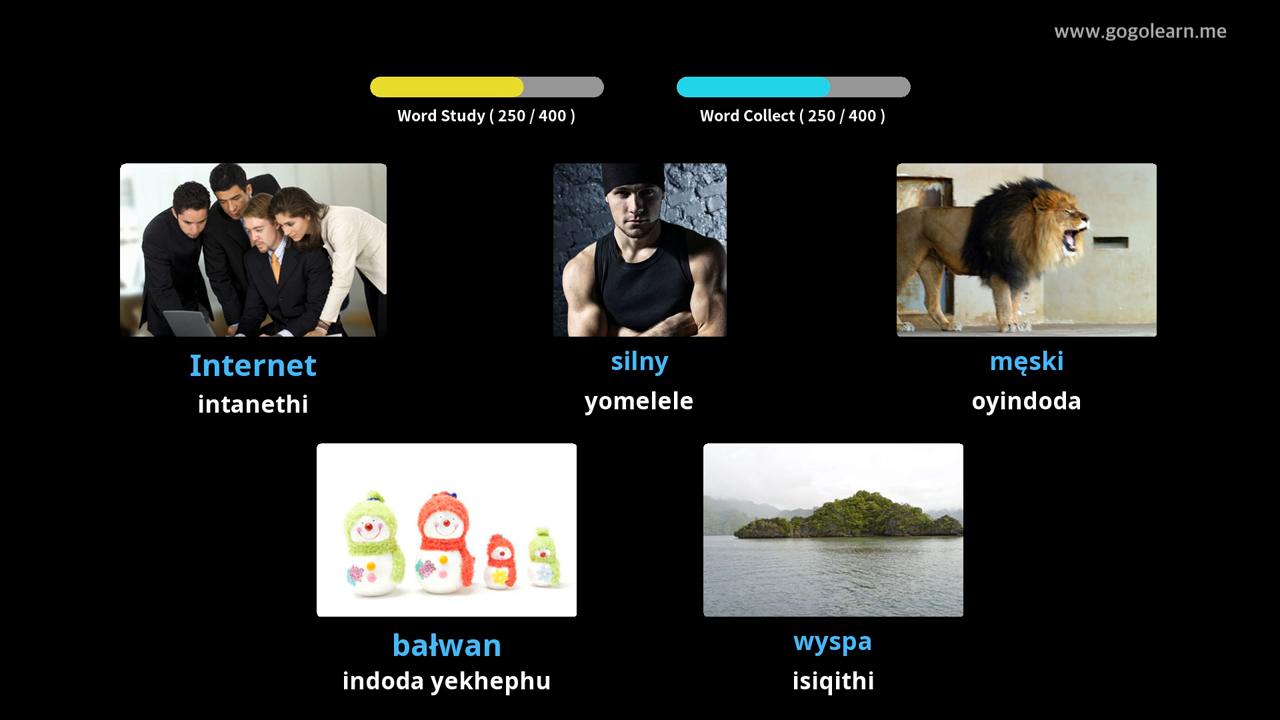 www.gogolearn.me
Word Study ( 250 / 400 )
Word Collect ( 250 / 400 )
Internet
intanethi
silny
yomelele
męski
oyindoda
bałwan
indoda yekhephu
wyspa
isiqithi